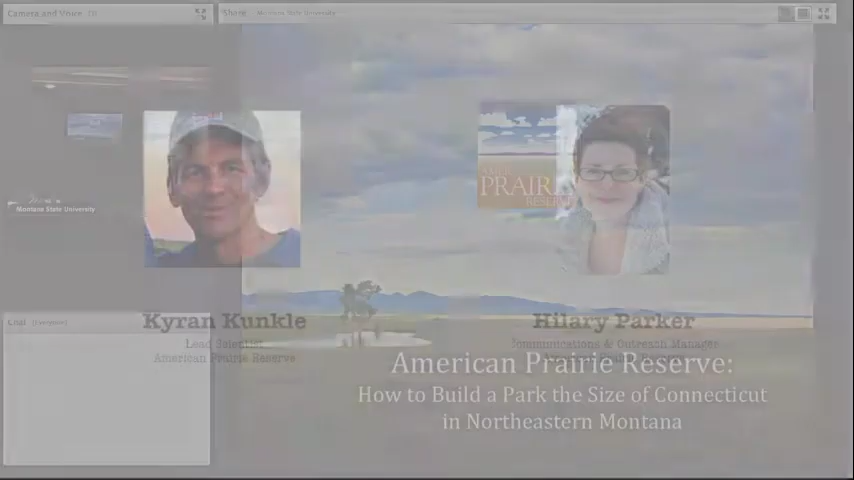 Camera and Voice
Share
Montana State University
PRAIRIE
RESERVE
Montana State University
Chat (Everyone)
Kyran Kunkle
Lead Scientist
American Prairie Reserve
Hilary Parker
Communications & Outreach Manager
American Prairie Reserve:
How to Build a Park the Size of Connecticut
in Northeastern Montana